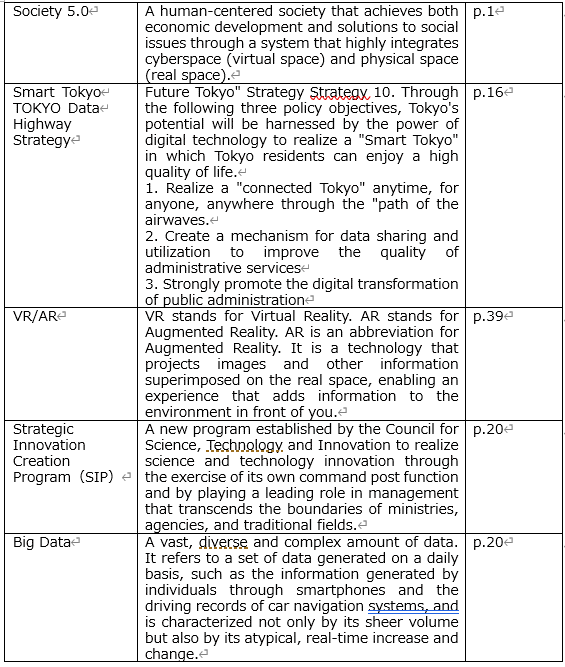 Society 5.0
A human-centered society that achieves both
economic development and solutions to social
issues through a system that highly integrates
cyberspace (virtual space) and physical space
(real space).
p.1
Smart Tokyo
TOKYO Data
Highway
Strategy
Future Tokyo" Strategy Strategy 10. Through
the following three policy objectives, Tokyo's
potential will be harnessed by the power of
digital technology to realize a "Smart Tokyo"
in which Tokyo residents can enjoy a high
quality of life.
1. Realize a "connected Tokyo" anytime, for
anyone, anywhere through the "path of the
airwaves.
2. Create a mechanism for data sharing and
utilization to improve the quality of
administrative services
3. Strongly promote the digital transformation
of public administration
p.16
VR/AR
VR stands for Virtual Reality. AR stands for
Augmented Reality. AR is an abbreviation for
Augmented Reality. It is a technology that
projects images and other information
superimposed on the real space, enabling an
experience that adds information to the
environment in front of you.
p.39
Strategic
Innovation
Creation
Program（SIP）
A new program established by the Council for
Science, Technology and Innovation to realize
science and technology innovation through
the exercise of its own command post function
and by playing a leading role in management
that transcends the boundaries of ministries,
agencies, and traditional fields.
p.20
Big Data
A vast, diverse and complex amount of data.
It refers to a set of data generated on a daily
basis, such as the information generated by
individuals through smartphones and the
driving records of car navigation systems, and
is characterized not only by its sheer volume
but also by its atypical, real-time increase and
change.
p.20